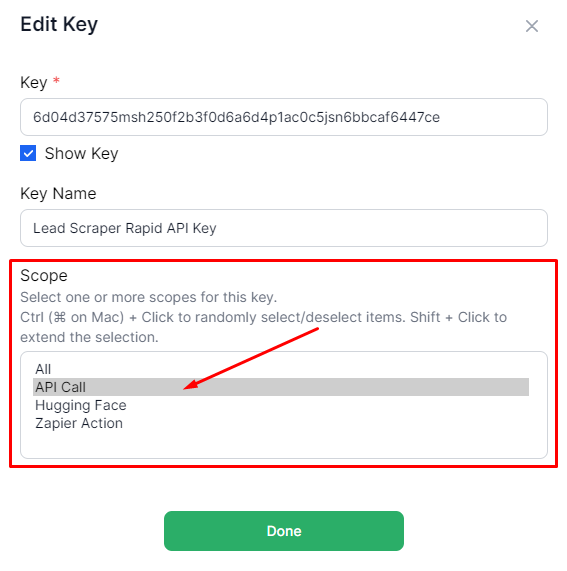 Edit Key
Key *
6d04d37575msh250f2b3f0d6a6d4p1ac0c5jsn6bbcaf6447ce
Show Key
Key Name
Lead Scraper Rapid API Key
Scope
Select one or more scopes for this key.
Ctrl (⌘ on Mac) + Click to randomly select/deselect items. Shift + Click to
extend the selection.
All
API Call
Hugging Face
Zapier Action
Done